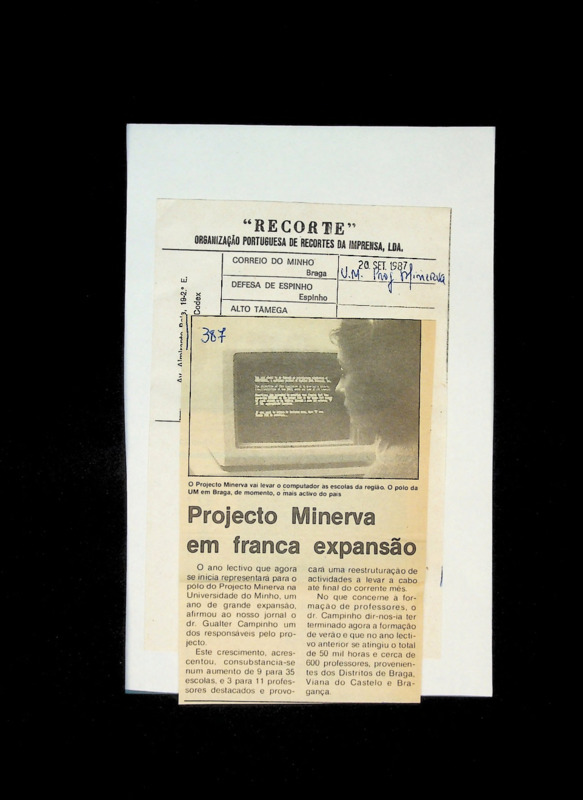 "RECORTE"
ORGANIZAÇÃO PORTUGUESA DE RECORTES DA IMPRENSA, LDA.
CORREIO DO MINHO
Braga
20 SET. 1987
U.M. Proj Minerva
DEFESA DE ESPINHO
Espinho
ALTO TÂMEGA
19-2.º E.
Codex
387
O Projecto Minerva vai levar o computador às escolas da região. O pólo da
UM em Braga, de momento, o mais activo do país
Projecto Minerva
em franca expansão
O ano lectivo que agora
se inicia representará para o
pólo do Projecto Minerva na
Universidade do Minho, um
ano de grande expansão,
afirmou ao nosso jornal o
dr. Gualter Campinho um
dos responsáveis pelo pro-
jecto.
Este crescimento, acres-
centou, consubstancia-se
num aumento de 9 para 35
escolas, e 3 para 11 profes-
sores destacados e provo-
cará uma reestruturação de
actividades a levar a cabo
até final do corrente mês.
No que concerne à for-
mação de professores, o
dr. Campinho dir-nos-ia ter
terminado agora a formação
de verão e que no ano lecti-
vo anterior se atingiu o total
de 50 mil horas e cerca de
600 professores, provenien-
tes dos Distritos de Braga,
Viana do Castelo e Bra-
gança.